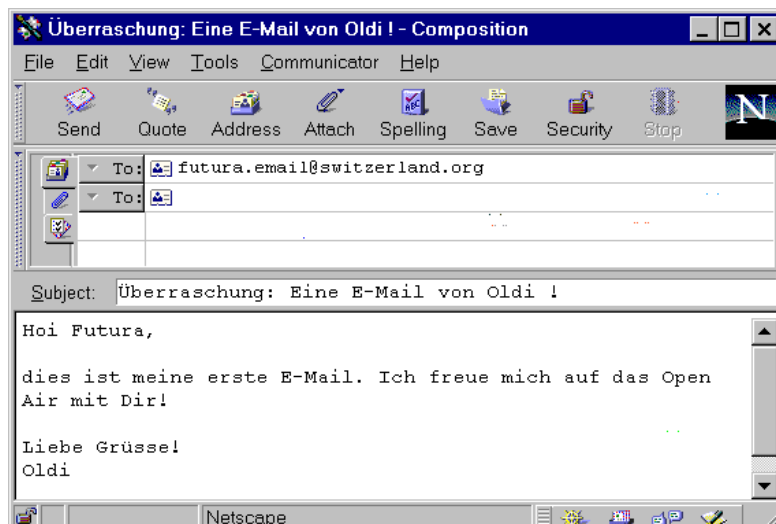 Überraschung: Eine E-Mail von Oldi ! - Composition
File Edit View Tools Communicator Help
Send Quote Address Attach Spelling Save Security Stop
N
To: futura.email@switzerland.org
To:
Subject: Überraschung: Eine E-Mail von Oldi !
Hoi Futura,
dies ist meine erste E-Mail. Ich freue mich auf das Open
Air mit Dir!
Liebe Grüsse!
Oldi
Netscape